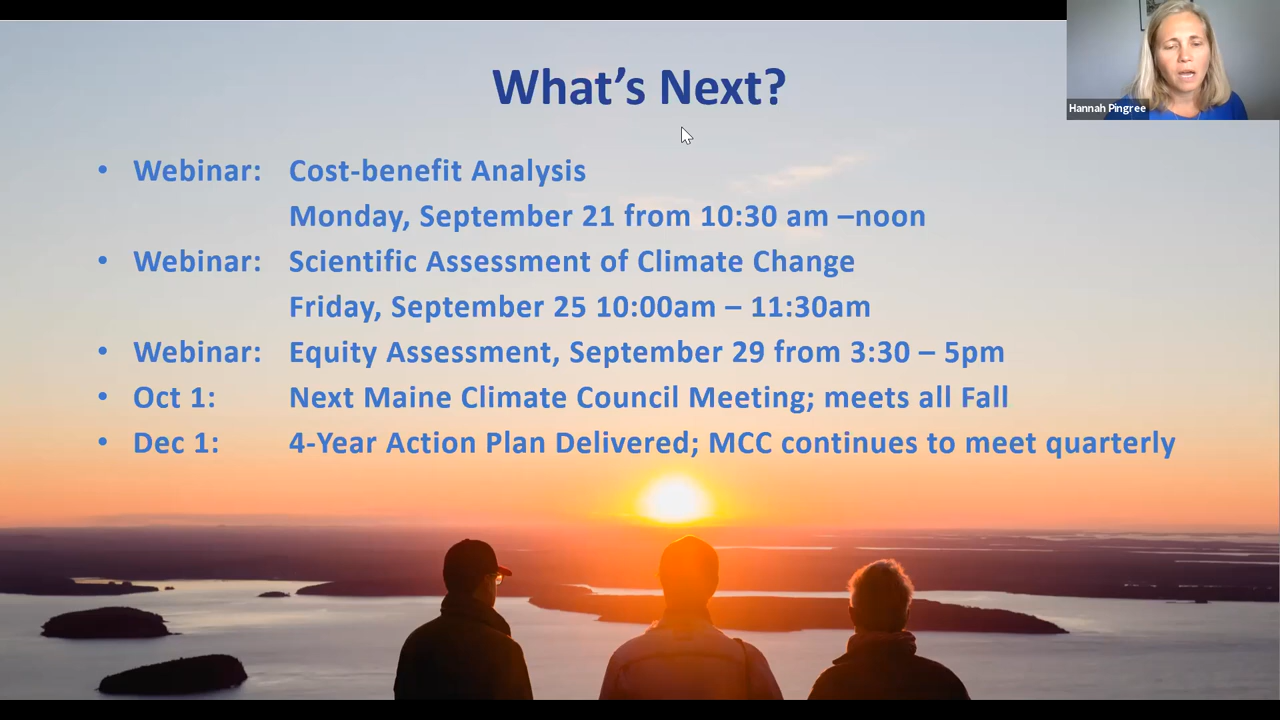 What's Next?
Hannah Pingree
• Webinar: Cost-benefit Analysis
Monday, September 21 from 10:30 am –noon
• Webinar: Scientific Assessment of Climate Change
Friday, September 25 10:00am – 11:30am
• Webinar: Equity Assessment, September 29 from 3:30 – 5pm
• Oct 1: Next Maine Climate Council Meeting; meets all Fall
• Dec 1: 4-Year Action Plan Delivered; MCC continues to meet quarterly